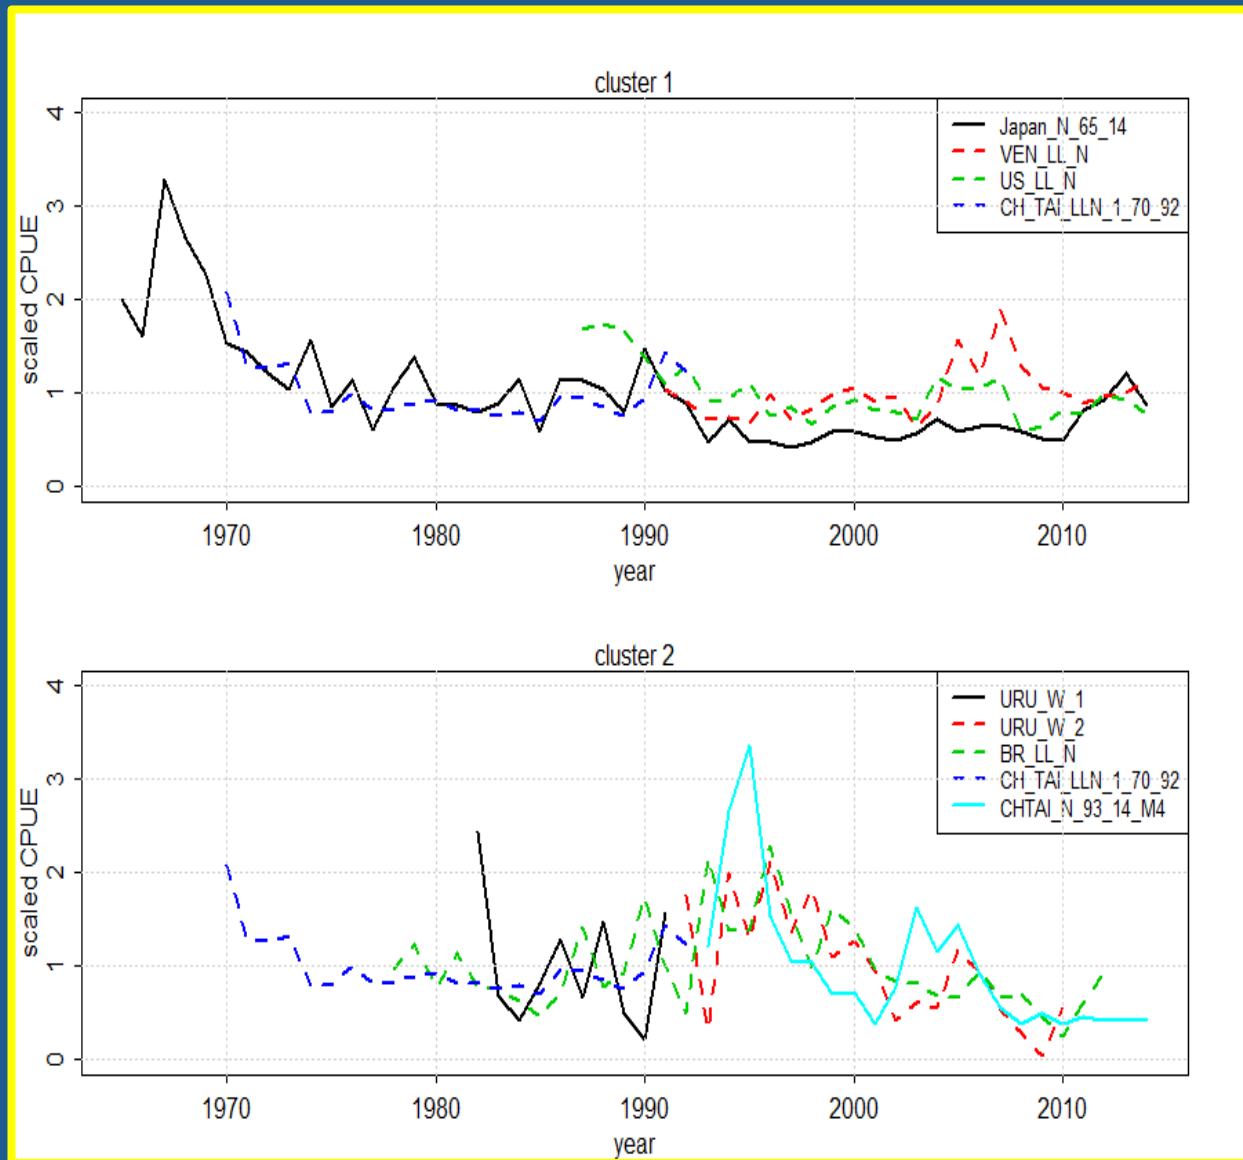 cluster 1
4
3
2
1
0
scaled CPUE
Japan_N_65_14
VEN_LL_N
US_LL_N
CH_TAI_LLN_1_70_92
1970 1980 1990 2000 2010
year
cluster 2
4
3
2
1
0
scaled CPUE
URU_W_1
URU_W_2
BR_LL_N
CH_TAI_LLN_1_70_92
CHTAI_N_93_14_M4
1970 1980 1990 2000 2010
year